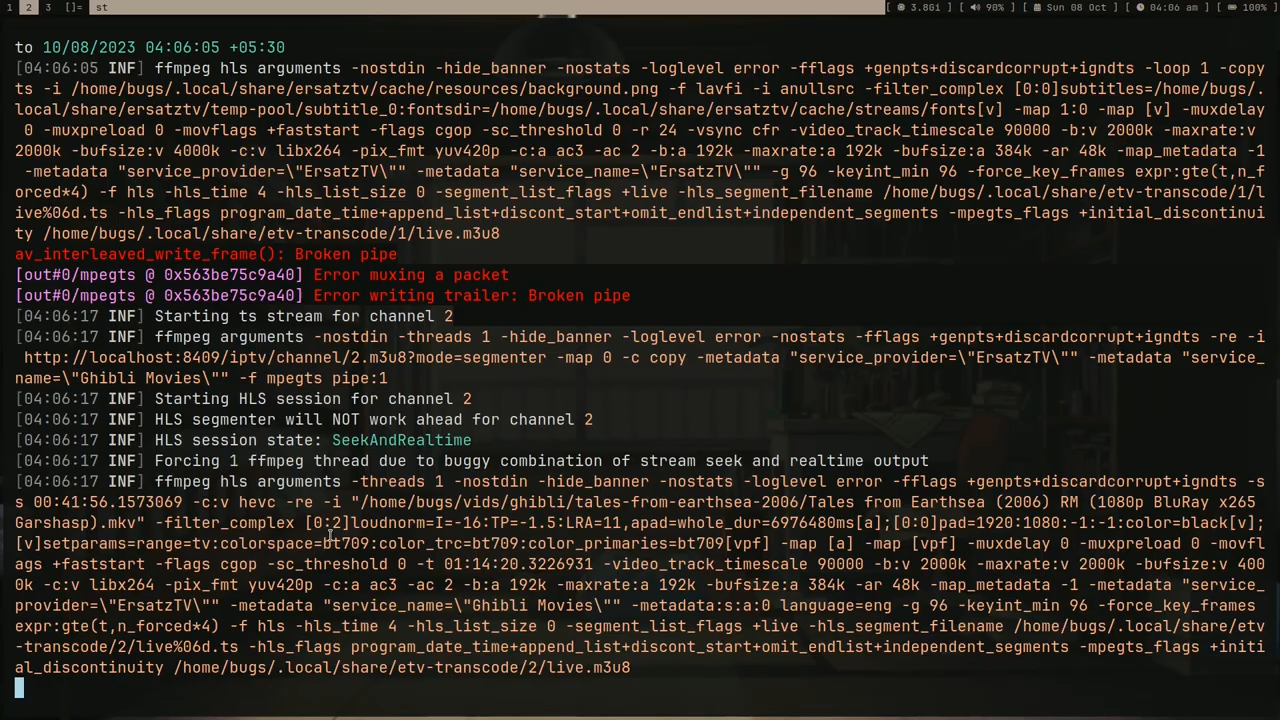 1 2 3 []= st [ 3.8Gi ] [ 90% ] [ Sun 08 Oct ] [ 04:06 am ] [ 100% ]
to 10/08/2023 04:06:05 +05:30
[04:06:05 INF] ffmpeg hls arguments -nostdin -hide_banner -nostats -loglevel error -fflags +genpts+discardcorrupt+igndts -loop 1 -copy
ts -i /home/bugs/.local/share/ersatztv/cache/resources/background.png -f lavfi -i anullsrc -filter_complex [0:0]subtitles=/home/bugs/.
local/share/ersatztv/temp-pool/subtitle_0:fontsdir=/home/bugs/.local/share/ersatztv/cache/streams/fonts[v] -map 1:0 -map [v] -muxdelay
 0 -muxpreload 0 -movflags +faststart -flags cgop -sc_threshold 0 -r 24 -vsync cfr -video_track_timescale 90000 -b:v 2000k -maxrate:v
2000k -bufsize:v 4000k -c:v libx264 -pix_fmt yuv420p -c:a ac3 -ac 2 -b:a 192k -maxrate:a 192k -bufsize:a 384k -ar 48k -map_metadata -1
 -metadata "service_provider=\"ErsatzTV\"" -metadata "service_name=\"ErsatzTV\"" -g 96 -keyint_min 96 -force_key_frames expr:gte(t,n_f
orced*4) -f hls -hls_time 4 -hls_list_size 0 -segment_list_flags +live -hls_segment_filename /home/bugs/.local/share/etv-transcode/1/l
ive%06d.ts -hls_flags program_date_time+append_list+discont_start+omit_endlist+independent_segments -mpegts_flags +initial_discontinui
ty /home/bugs/.local/share/etv-transcode/1/live.m3u8
av_interleaved_write_frame(): Broken pipe
[out#0/mpegts @ 0x563be75c9a40] Error muxing a packet
[out#0/mpegts @ 0x563be75c9a40] Error writing trailer: Broken pipe
[04:06:17 INF] Starting ts stream for channel 2
[04:06:17 INF] ffmpeg arguments -nostdin -threads 1 -hide_banner -loglevel error -nostats -fflags +genpts+discardcorrupt+igndts -re -i
 http://localhost:8409/iptv/channel/2.m3u8?mode=segmenter -map 0 -c copy -metadata "service_provider=\"ErsatzTV\"" -metadata "service_
name=\"Ghibli Movies\"" -f mpegts pipe:1
[04:06:17 INF] Starting HLS session for channel 2
[04:06:17 INF] HLS segmenter will NOT work ahead for channel 2
[04:06:17 INF] HLS session state: SeekAndRealtime
[04:06:17 INF] Forcing 1 ffmpeg thread due to buggy combination of stream seek and realtime output
[04:06:17 INF] ffmpeg hls arguments -threads 1 -nostdin -hide_banner -nostats -loglevel error -fflags +genpts+discardcorrupt+igndts -s
s 00:41:56.1573069 -c:v hevc -re -i "/home/bugs/vids/ghibli/tales-from-earthsea-2006/Tales from Earthsea (2006) RM (1080p BluRay x265
Garshasp).mkv" -filter_complex [0:2]loudnorm=I=-16:TP=-1.5:LRA=11,apad=whole_dur=6976480ms[a];[0:0]pad=1920:1080:-1:-1:color=black[v];
[v]setparams=range=tv:colorspace=bt709:color_trc=bt709:color_primaries=bt709[vpf] -map [a] -map [vpf] -muxdelay 0 -muxpreload 0 -movfl
ags +faststart -flags cgop -sc_threshold 0 -t 01:14:20.3226931 -video_track_timescale 90000 -b:v 2000k -maxrate:v 2000k -bufsize:v 400
0k -c:v libx264 -pix_fmt yuv420p -c:a ac3 -ac 2 -b:a 192k -maxrate:a 192k -bufsize:a 384k -ar 48k -map_metadata -1 -metadata "service_
provider=\"ErsatzTV\"" -metadata "service_name=\"Ghibli Movies\"" -metadata:s:a:0 language=eng -g 96 -keyint_min 96 -force_key_frames
expr:gte(t,n_forced*4) -f hls -hls_time 4 -hls_list_size 0 -segment_list_flags +live -hls_segment_filename /home/bugs/.local/share/etv
-transcode/2/live%06d.ts -hls_flags program_date_time+append_list+discont_start+omit_endlist+independent_segments -mpegts_flags +initi
al_discontinuity /home/bugs/.local/share/etv-transcode/2/live.m3u8